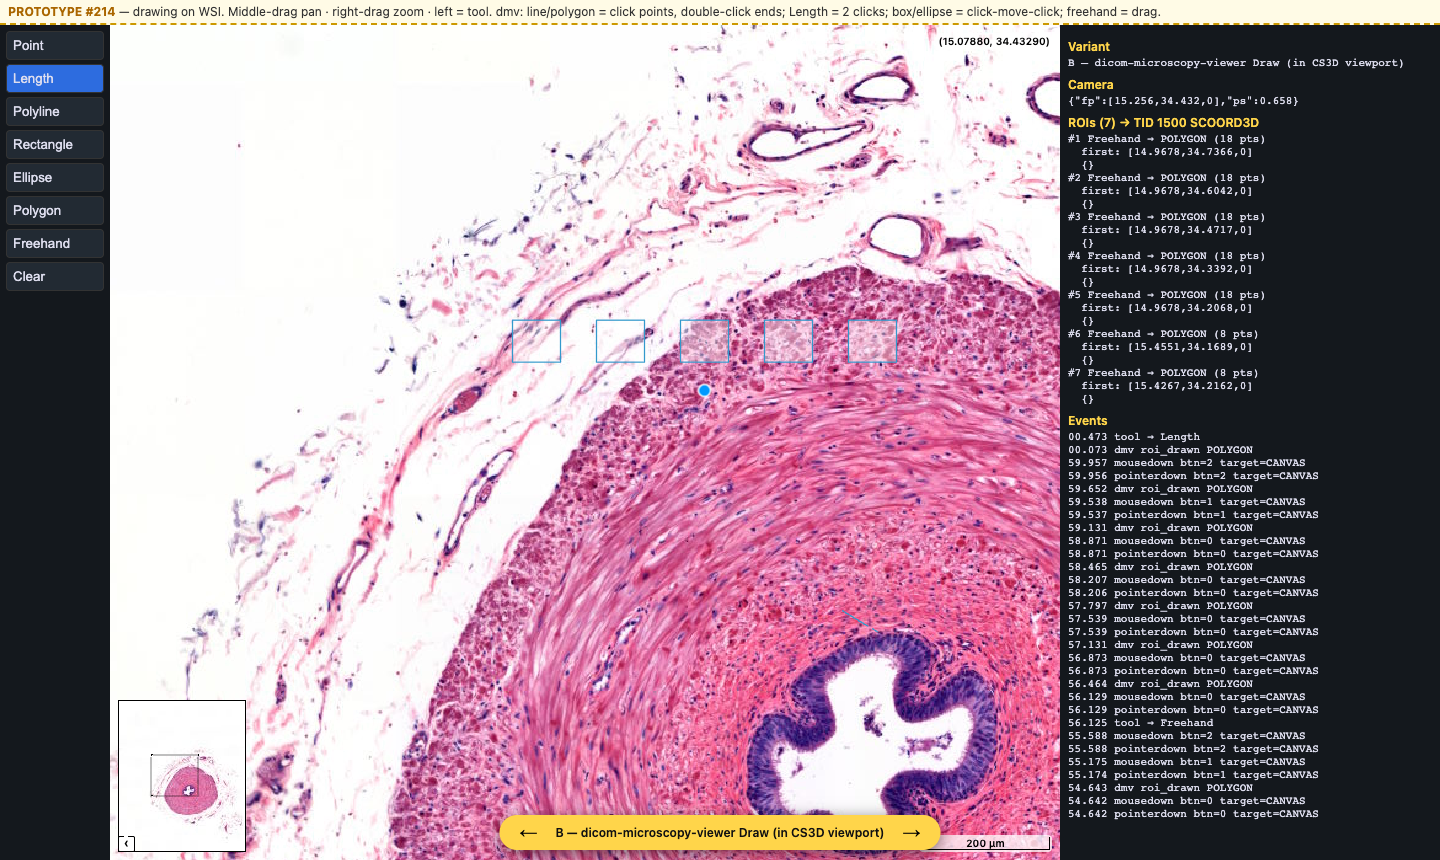 PROTOTYPE #214 — drawing on WSI. Middle-drag pan · right-drag zoom · left = tool. dmv: line/polygon = click points, double-click ends; Length = 2 clicks; box/ellipse = click-move-click; freehand = drag.
Point
Length
Polyline
Rectangle
Ellipse
Polygon
Freehand
Clear
(15.07880, 34.43290)
‹
← B — dicom-microscopy-viewer Draw (in CS3D viewport) →
200 µm
Variant
B — dicom-microscopy-viewer Draw (in CS3D viewport)
Camera
{"fp":[15.256,34.432,0],"ps":0.658}
ROIs (7) → TID 1500 SCOORD3D
#1 Freehand → POLYGON (18 pts)
first: [14.9678,34.7366,0]
{}
#2 Freehand → POLYGON (18 pts)
first: [14.9678,34.6042,0]
{}
#3 Freehand → POLYGON (18 pts)
first: [14.9678,34.4717,0]
{}
#4 Freehand → POLYGON (18 pts)
first: [14.9678,34.3392,0]
{}
#5 Freehand → POLYGON (18 pts)
first: [14.9678,34.2068,0]
{}
#6 Freehand → POLYGON (8 pts)
first: [15.4551,34.1689,0]
{}
#7 Freehand → POLYGON (8 pts)
first: [15.4267,34.2162,0]
{}
Events
00.473 tool → Length
00.073 dmv roi_drawn POLYGON
59.957 mousedown btn=2 target=CANVAS
59.956 pointerdown btn=2 target=CANVAS
59.652 dmv roi_drawn POLYGON
59.538 mousedown btn=1 target=CANVAS
59.537 pointerdown btn=1 target=CANVAS
59.131 dmv roi_drawn POLYGON
58.871 mousedown btn=0 target=CANVAS
58.871 pointerdown btn=0 target=CANVAS
58.465 dmv roi_drawn POLYGON
58.207 mousedown btn=0 target=CANVAS
58.206 pointerdown btn=0 target=CANVAS
57.797 dmv roi_drawn POLYGON
57.539 mousedown btn=0 target=CANVAS
57.539 pointerdown btn=0 target=CANVAS
57.131 dmv roi_drawn POLYGON
56.873 mousedown btn=0 target=CANVAS
56.873 pointerdown btn=0 target=CANVAS
56.464 dmv roi_drawn POLYGON
56.129 mousedown btn=0 target=CANVAS
56.129 pointerdown btn=0 target=CANVAS
56.125 tool → Freehand
55.588 mousedown btn=2 target=CANVAS
55.588 pointerdown btn=2 target=CANVAS
55.175 mousedown btn=1 target=CANVAS
55.174 pointerdown btn=1 target=CANVAS
54.643 dmv roi_drawn POLYGON
54.642 mousedown btn=0 target=CANVAS
54.642 pointerdown btn=0 target=CANVAS